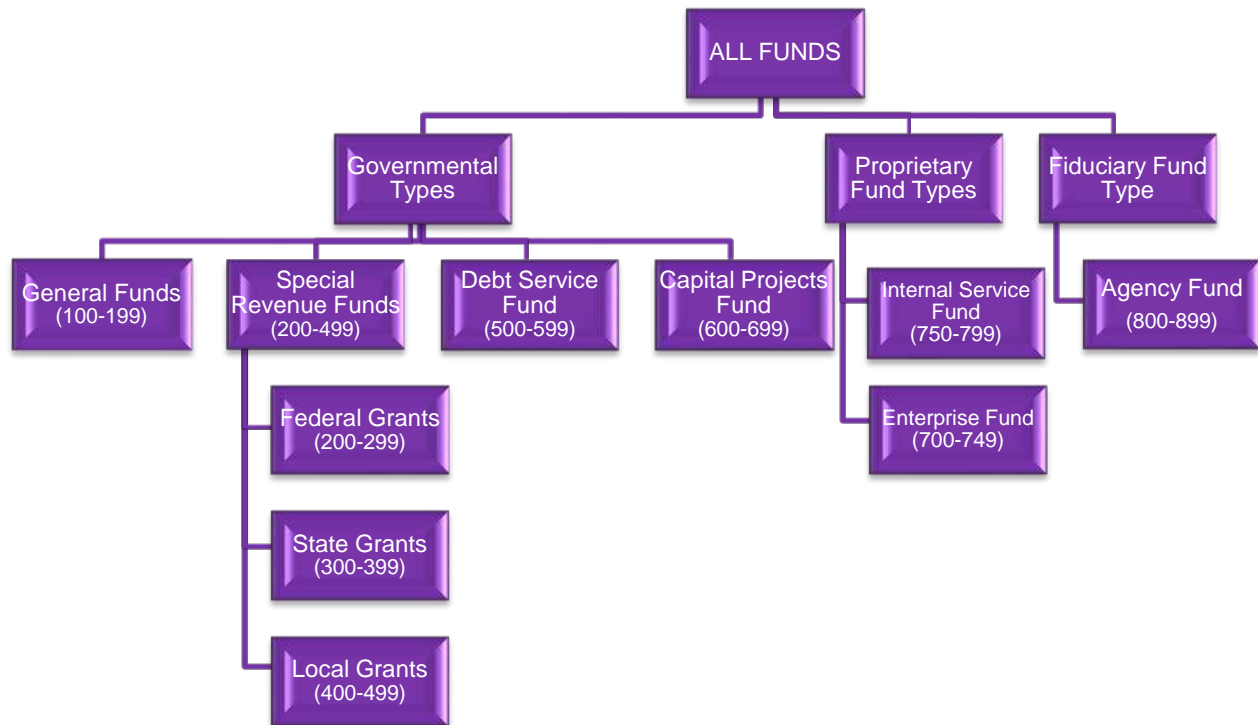 ALL FUNDS
Governmental
Types
Proprietary
Fund Types
Fiduciary Fund
Type
General Funds
(100-199)
Special
Revenue Funds
(200-499)
Debt Service
Fund
(500-599)
Capital Projects
Fund
(600-699)
Internal Service
Fund
(750-799)
Agency Fund
(800-899)
Federal Grants
(200-299)
Enterprise Fund
(700-749)
State Grants
(300-399)
Local Grants
(400-499)